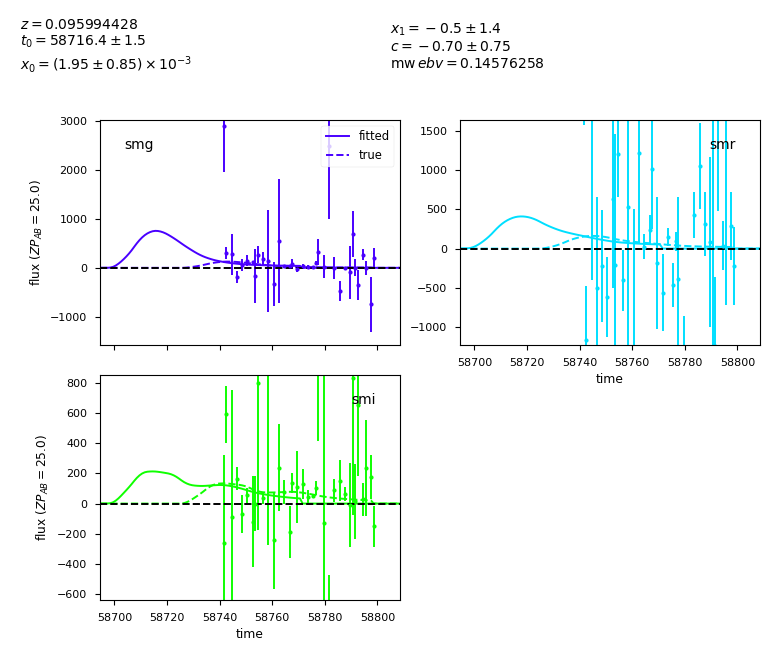 z = 0.095994428
t₀ = 58716.4 ± 1.5
x₀ = (1.95 ± 0.85) × 10⁻³
x₁ = −0.5 ± 1.4
c = −0.70 ± 0.75
mw ebv = 0.14576258
flux (ZP_AB = 25.0)
3000
2000
1000
0
−1000
smg
fitted
true
1500
1000
500
0
−500
−1000
smr
58700 58720 58740 58760 58780 58800
time
flux (ZP_AB = 25.0)
800
600
400
200
0
−200
−400
−600
smi
58700 58720 58740 58760 58780 58800
time